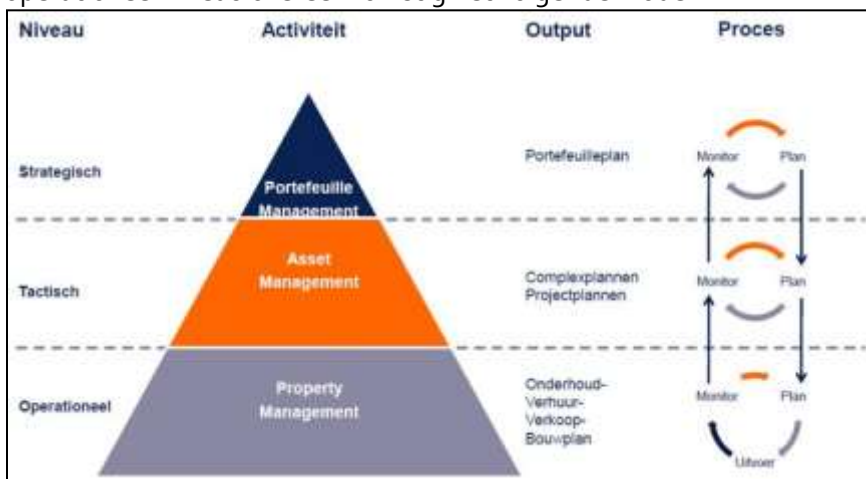 Niveau Activiteit Output Proces
Strategisch
Portefeuille
Management
Portefeuilleplan
Monitor Plan
Tactisch
Asset
Management
Complexplannen
Projectplannen
Monitor Plan
Operationeel
Property
Management
Onderhoud-
Verhuur-
Verkoop-
Bouwplan
Monitor Plan
Uitvoer